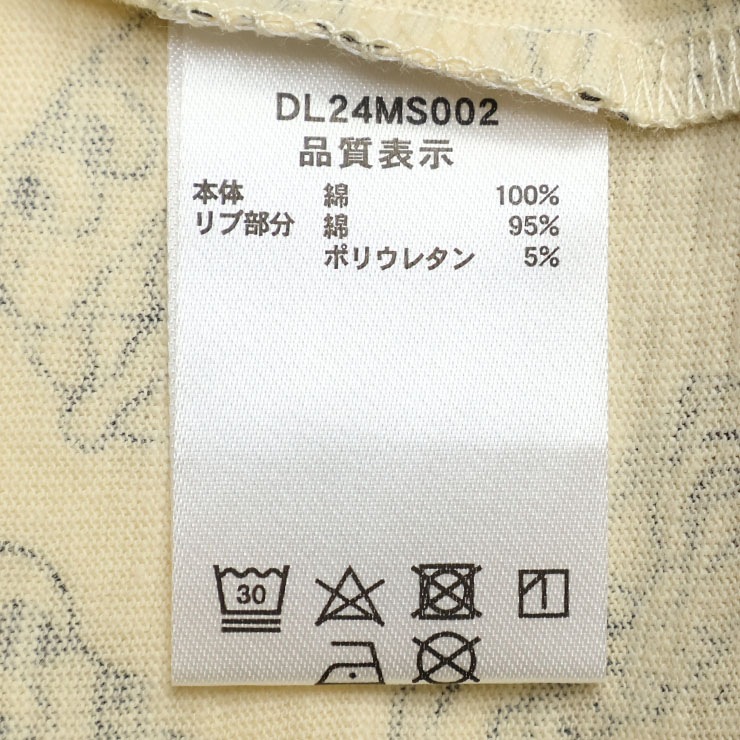 DL24MS002
品質表示
本体 綿 100%
リブ部分 綿 95%
ポリウレタン 5%
30